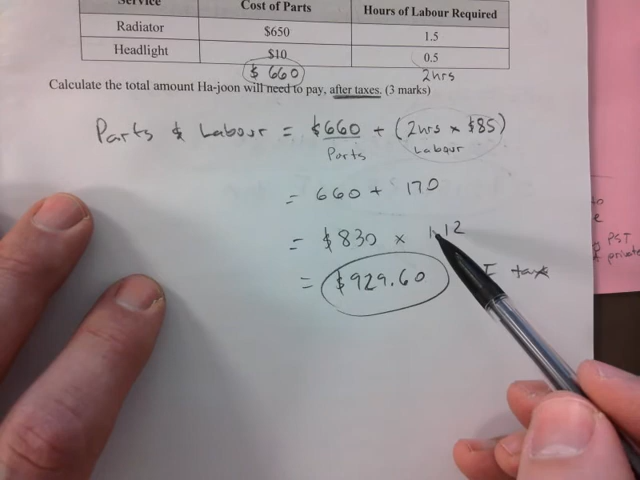 Service Cost of Parts Hours of Labour Required
Radiator $650 1.5
Headlight $10 0.5
$660 2hrs
Calculate the total amount Ha-joon will need to pay, after taxes. (3 marks)
Parts & Labour = $660 + (2hrs × $85)
Parts Labour
= 660 + 170
= $830 × 1.12
= $929.60 tax
PST
private